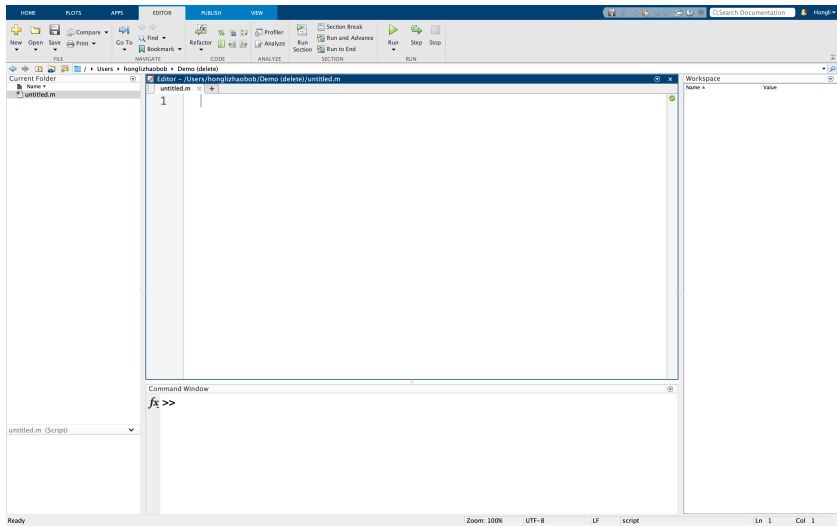 HOME PLOTS APPS EDITOR PUBLISH VIEW
Search Documentation Hongli
New Open Save Compare Print Go To Find Bookmark Refactor Profiler Analyze Run Section Section Break Run and Advance Run to End Run Step Stop
FILE NAVIGATE CODE ANALYZE SECTION RUN
/ Users honglizhaobob Demo (delete)
Current Folder
Name
untitled.m
Editor - /Users/honglizhaobob/Demo (delete)/untitled.m
untitled.m × +
1
Workspace
Name Value
Command Window
fx >>
untitled.m (Script)
Ready Zoom: 100% UTF-8 LF script Ln 1 Col 1